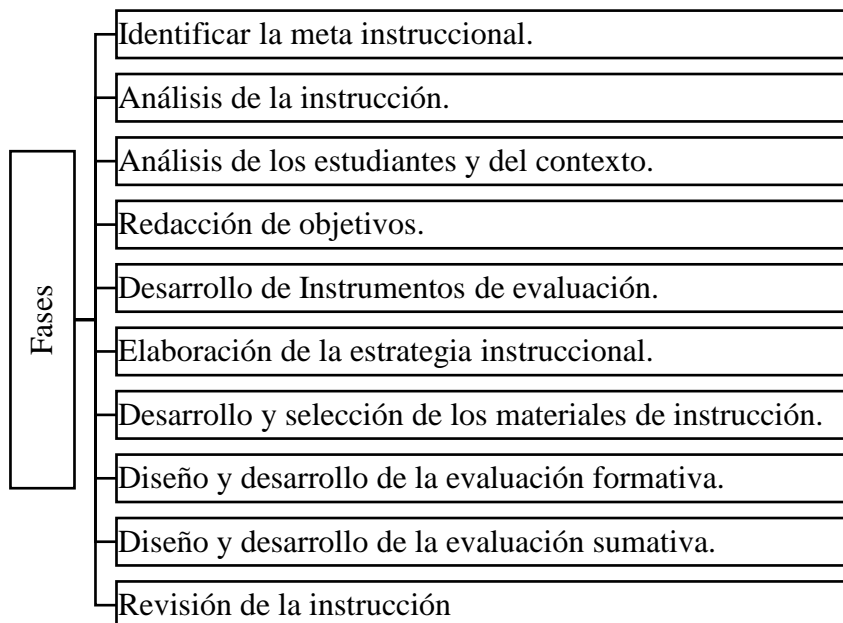 Fases
Identificar la meta instruccional.
Análisis de la instrucción.
Análisis de los estudiantes y del contexto.
Redacción de objetivos.
Desarrollo de Instrumentos de evaluación.
Elaboración de la estrategia instruccional.
Desarrollo y selección de los materiales de instrucción.
Diseño y desarrollo de la evaluación formativa.
Diseño y desarrollo de la evaluación sumativa.
Revisión de la instrucción